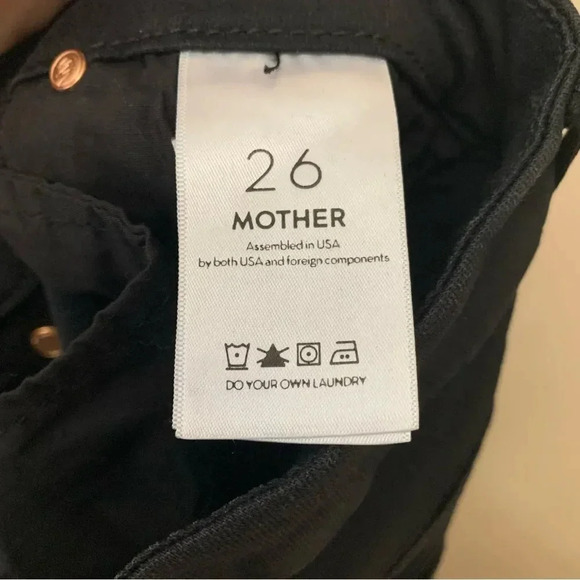 26
MOTHER
Assembled in USA
by both USA and foreign components
DO YOUR OWN LAUNDRY